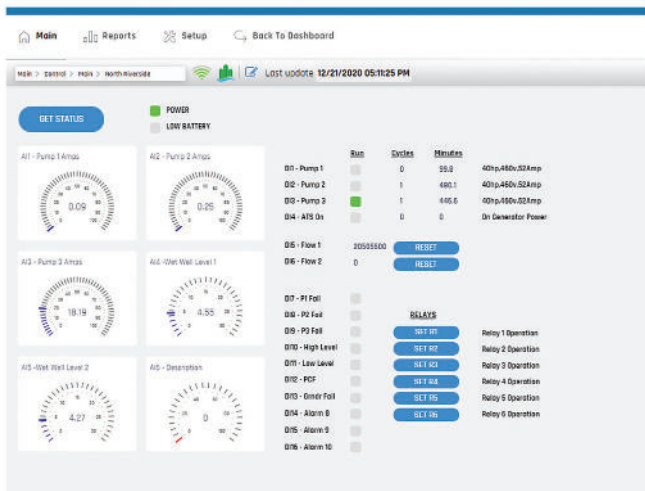 Main
Reports
Setup
Back To Dashboard
Main > Control > Main > North Riverside
Last update 12/21/2020 05:11:25 PM
GET STATUS
POWER
LOW BATTERY
AI1 - Pump 1 Amps
0.09
AI2 - Pump 2 Amps
0.25
AI3 - Pump 3 Amps
18.19
AI4 -Wet Well Level 1
4.55
AI5 -Wet Well Level 2
4.27
AI6 - Description
0
Run Cycles Minutes
DI1 - Pump 1 0 99.8 40hp,460v,52Amp
DI2 - Pump 2 1 480.1 40hp,460v,52Amp
DI3 - Pump 3 1 446.6 40hp,460v,52Amp
DI4 - ATS On 0 0 On Generator Power
DI5 - Flow 1 20505500 RESET
DI6 - Flow 2 0 RESET
DI7 - P1 Fail
DI8 - P2 Fail
DI9 - P3 Fail
DI10 - High Level
DI11 - Low Level
DI12 - PCF
DI13 - Grndr Fail
DI14 - Alarm 8
DI15 - Alarm 9
DI16 - Alarm 10
RELAYS
SET R1 Relay 1 Operation
SET R2 Relay 2 Operation
SET R3 Relay 3 Operation
SET R4 Relay 4 Operation
SET R5 Relay 5 Operation
SET R6 Relay 6 Operation